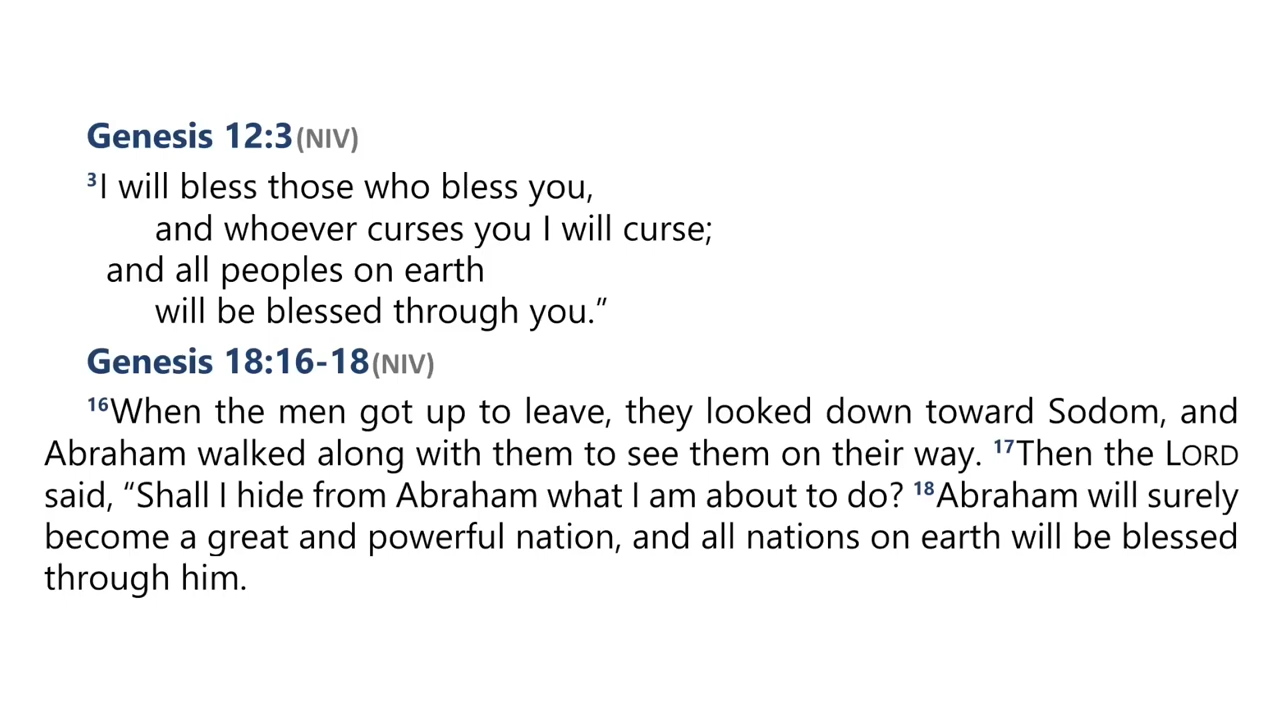 Genesis 12:3(NIV)
3I will bless those who bless you,
and whoever curses you I will curse;
and all peoples on earth
will be blessed through you.”
Genesis 18:16-18(NIV)
16When the men got up to leave, they looked down toward Sodom, and
Abraham walked along with them to see them on their way. 17Then the LORD
said, “Shall I hide from Abraham what I am about to do? 18Abraham will surely
become a great and powerful nation, and all nations on earth will be blessed
through him.